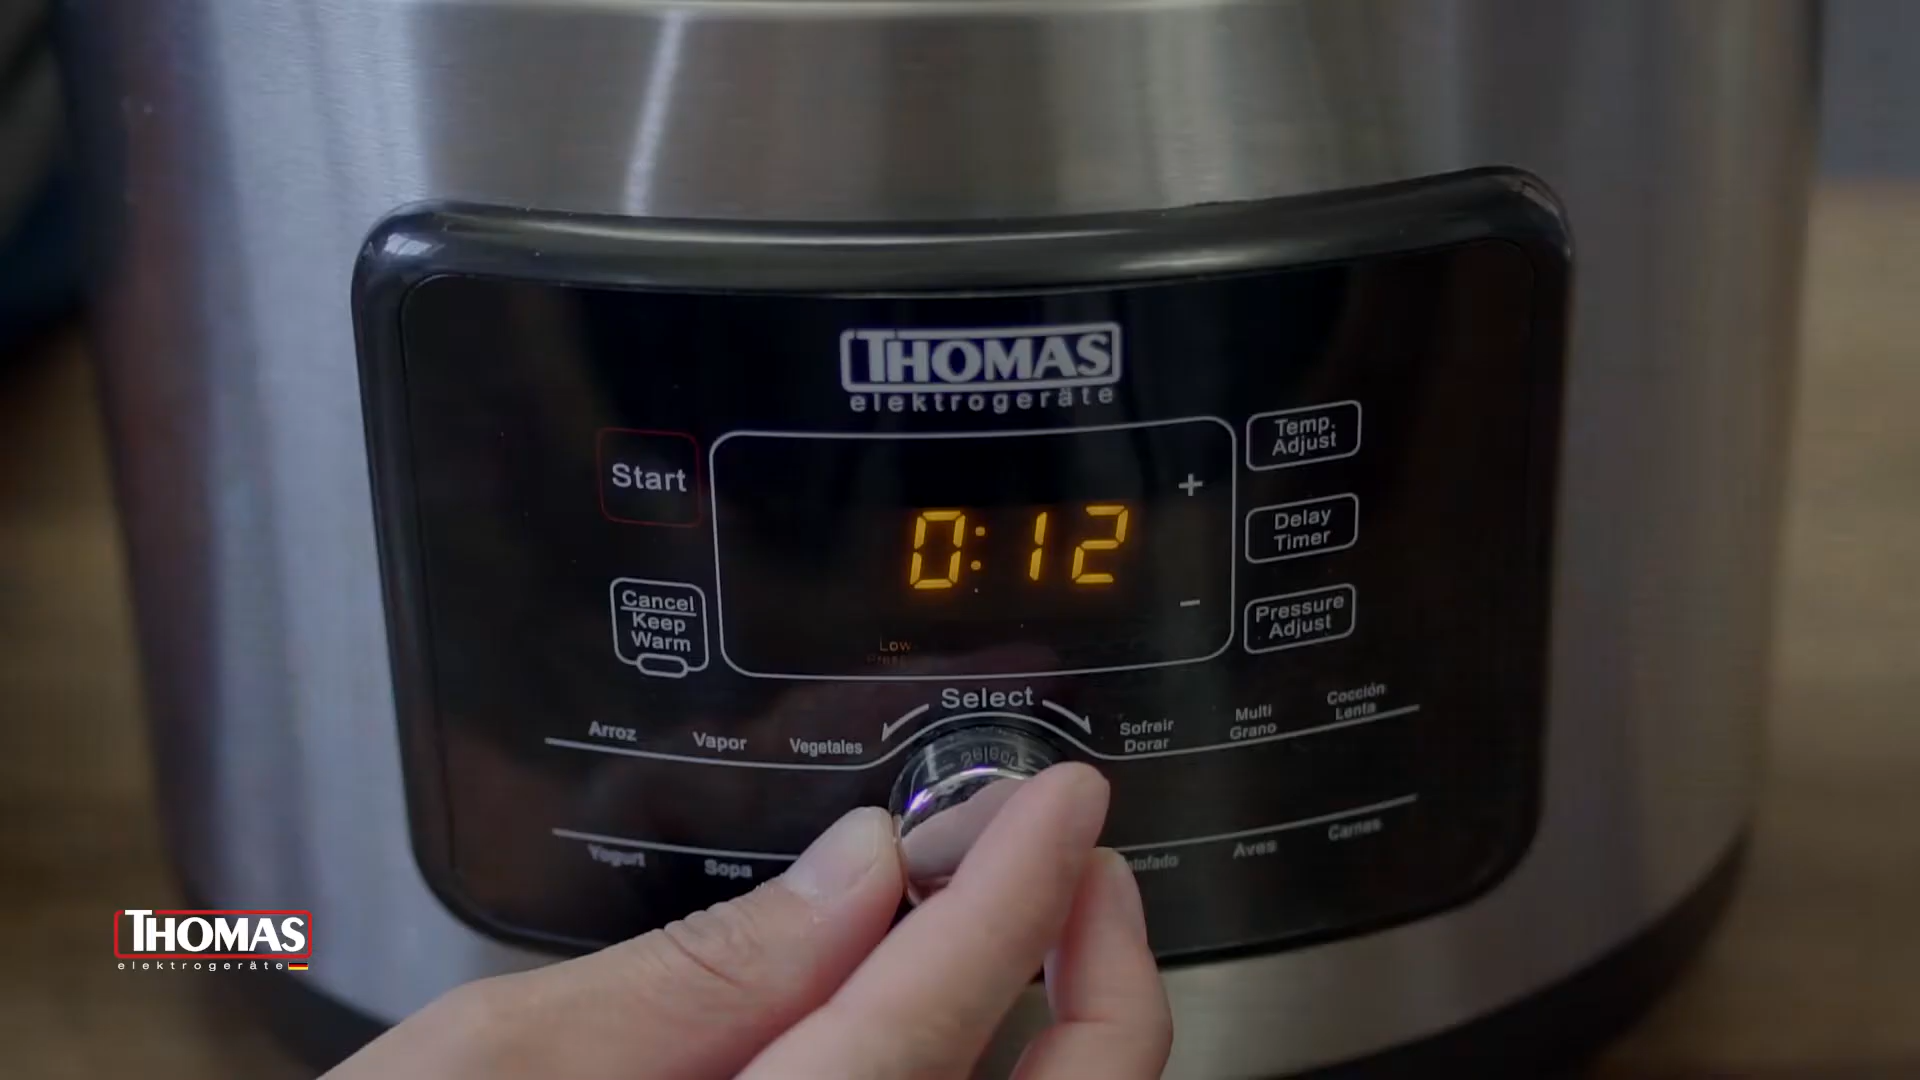 THOMAS
elektrogeräte
Start
Cancel
Keep
Warm
0:12
+
-
Low
Temp.
Adjust
Delay
Timer
Pressure
Adjust
Select
Arroz
Vapor
Vegetales
Sofreir
Dorar
Multi
Grano
Cocción
Lenta
Yogurt
Sopa
Aves
Carnes
THOMAS
elektrogeräte